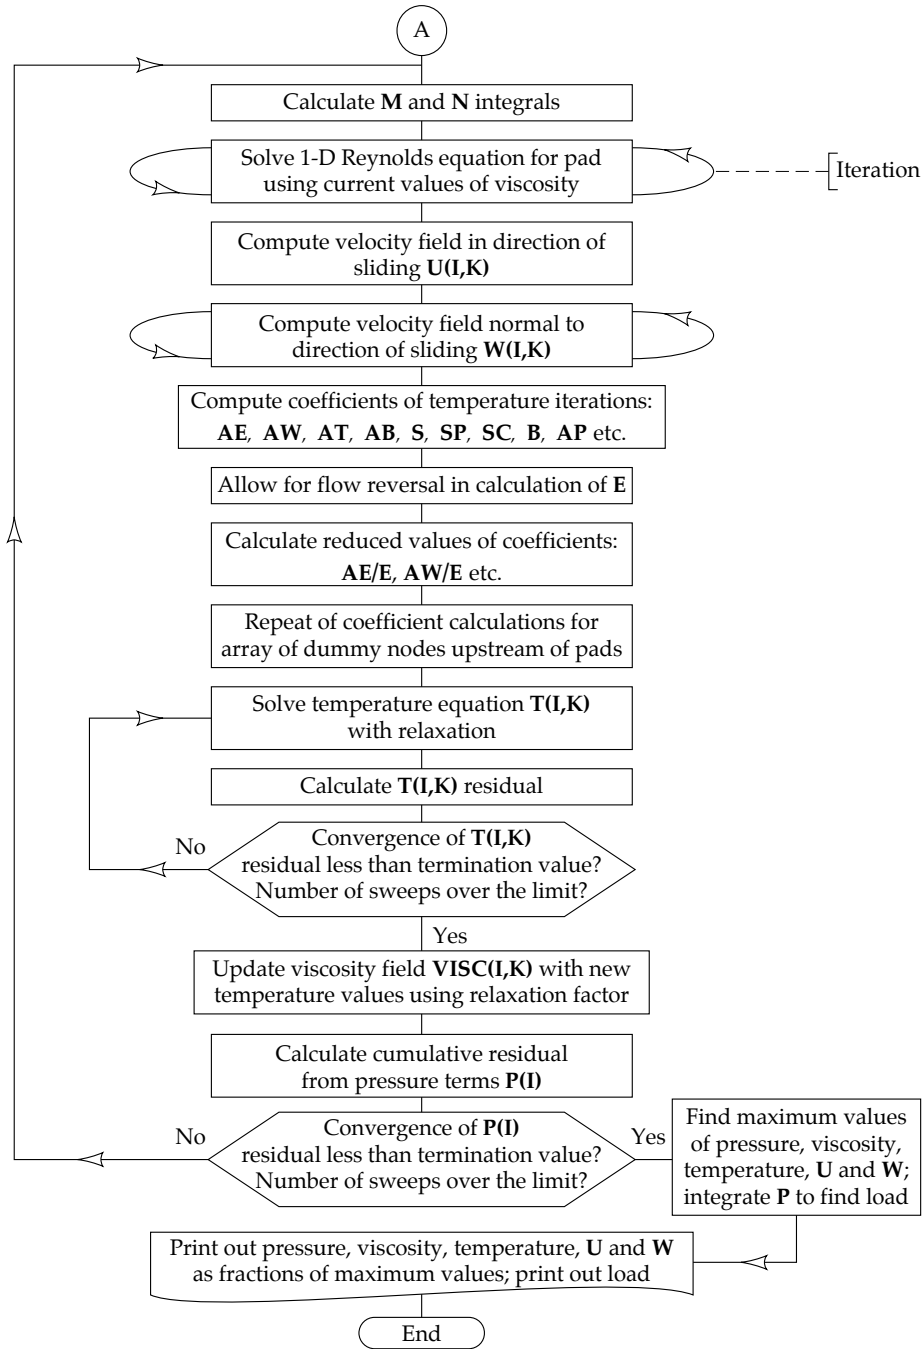 A
Calculate M and N integrals
Solve 1-D Reynolds equation for pad
using current values of viscosity
Iteration
Compute velocity field in direction of
sliding U(I,K)
Compute velocity field normal to
direction of sliding W(I,K)
Compute coefficients of temperature iterations:
AE, AW, AT, AB, S, SP, SC, B, AP etc.
Allow for flow reversal in calculation of E
Calculate reduced values of coefficients:
AE/E, AW/E etc.
Repeat of coefficient calculations for
array of dummy nodes upstream of pads
Solve temperature equation T(I,K)
with relaxation
Calculate T(I,K) residual
No
Convergence of T(I,K)
residual less than termination value?
Number of sweeps over the limit?
Yes
Update viscosity field VISC(I,K) with new
temperature values using relaxation factor
Calculate cumulative residual
from pressure terms P(I)
No
Convergence of P(I)
residual less than termination value?
Number of sweeps over the limit?
Yes
Find maximum values
of pressure, viscosity,
temperature, U and W;
integrate P to find load
Print out pressure, viscosity, temperature, U and W
as fractions of maximum values; print out load
End